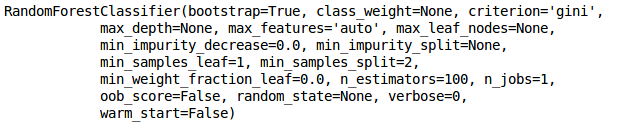 RandomForestClassifier(bootstrap=True, class_weight=None, criterion='gini',
max_depth=None, max_features='auto', max_leaf_nodes=None,
min_impurity_decrease=0.0, min_impurity_split=None,
min_samples_leaf=1, min_samples_split=2,
min_weight_fraction_leaf=0.0, n_estimators=100, n_jobs=1,
oob_score=False, random_state=None, verbose=0,
warm_start=False)